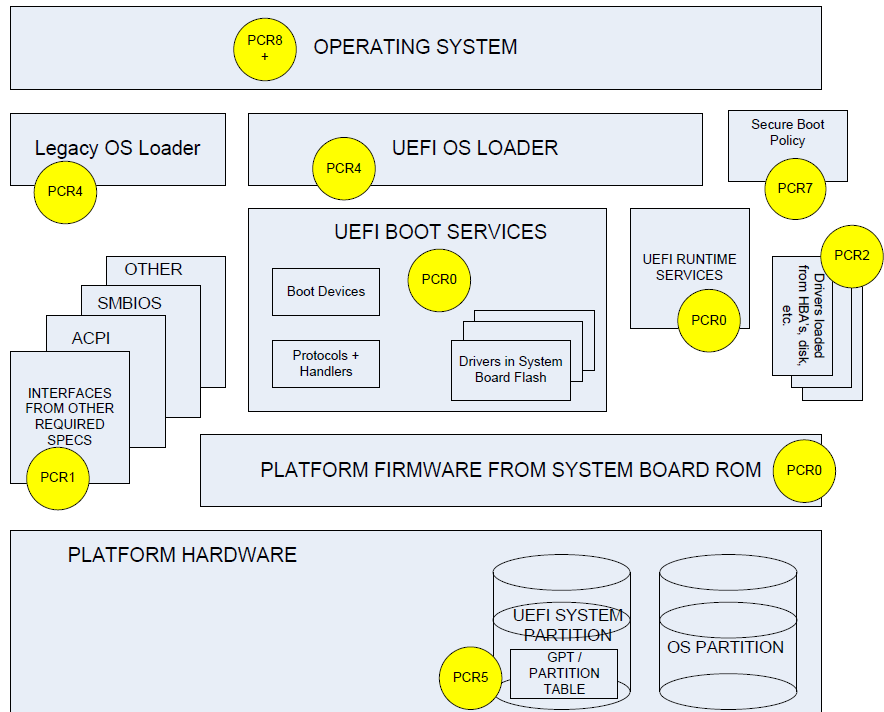 PCR8
+
OPERATING SYSTEM
Legacy OS Loader
PCR4
UEFI OS LOADER
PCR4
Secure Boot
Policy
PCR7
UEFI BOOT SERVICES
PCR0
Boot Devices
Protocols +
Handlers
Drivers in System
Board Flash
UEFI RUNTIME
SERVICES
PCR0
PCR2
Drivers loaded
from HBA's, disk,
etc.
OTHER
SMBIOS
ACPI
INTERFACES
FROM OTHER
REQUIRED
SPECS
PCR1
PLATFORM FIRMWARE FROM SYSTEM BOARD ROM
PCR0
PLATFORM HARDWARE
UEFI SYSTEM
PARTITION
GPT /
PARTITION
TABLE
PCR5
OS PARTITION